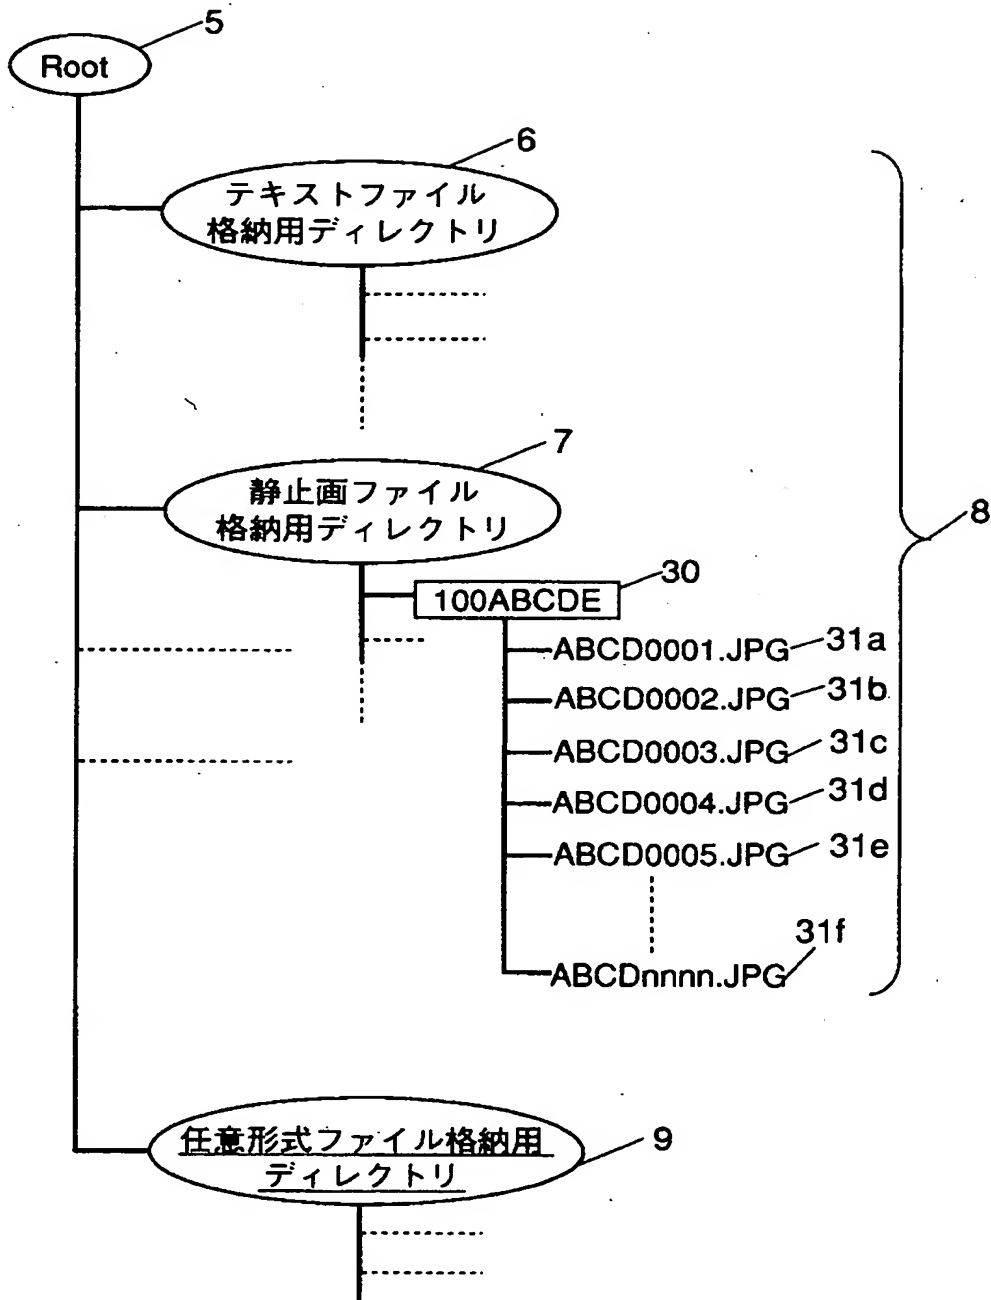 5
Root
6
テキストファイル
格納用ディレクトリ
7
静止画ファイル
格納用ディレクトリ
8
30
100ABCDE
ABCD0001.JPG
31a
ABCD0002.JPG
31b
ABCD0003.JPG
31c
ABCD0004.JPG
31d
ABCD0005.JPG
31e
31f
ABCDnnnn.JPG
任意形式ファイル格納用
ディレクトリ
9